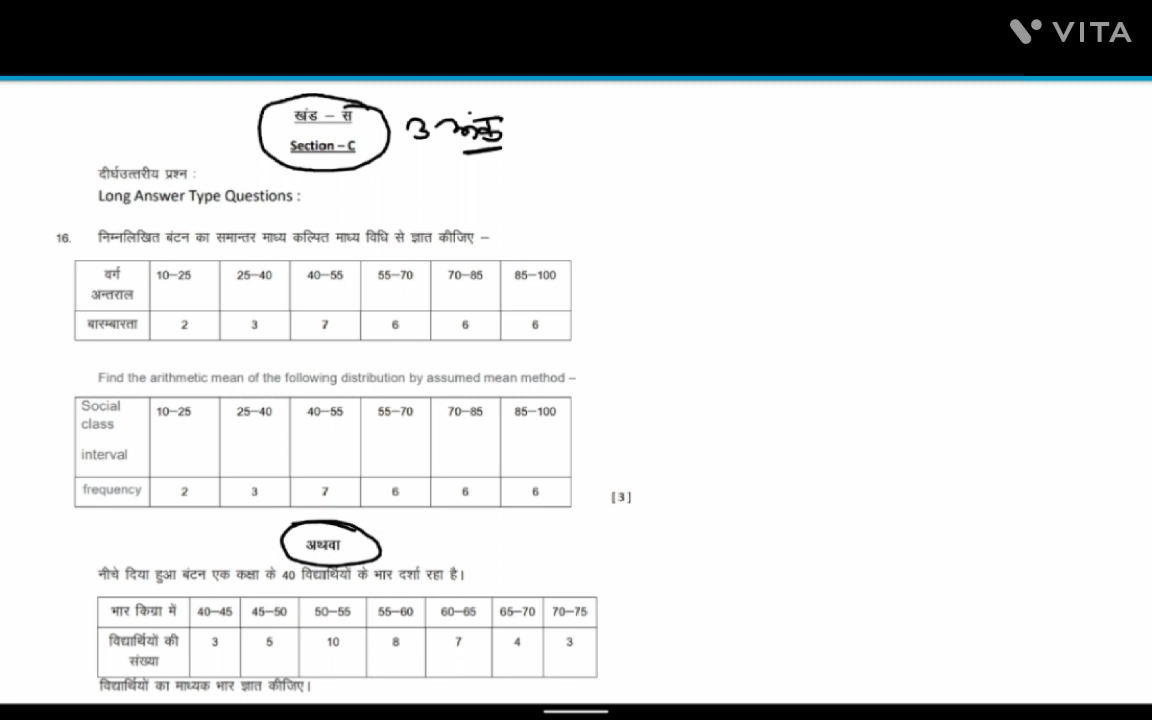 VITA
खंड – स
Section – C
3 अंक
दीर्घउत्तरीय प्रश्न :
Long Answer Type Questions :
16. निम्नलिखित बंटन का समान्तर माध्य कल्पित माध्य विधि से ज्ञात कीजिए –
वर्ग अन्तराल 10–25 25–40 40–55 55–70 70–85 85–100
बारम्बारता 2 3 7 6 6 6
Find the arithmetic mean of the following distribution by assumed mean method –
Social class interval 10–25 25–40 40–55 55–70 70–85 85–100
frequency 2 3 7 6 6 6
[3]
अथवा
नीचे दिया हुआ बंटन एक कक्षा के 40 विद्यार्थियों के भार दर्शा रहा है।
भार किग्रा में 40–45 45–50 50–55 55–60 60–65 65–70 70–75
विद्यार्थियों की संख्या 3 5 10 8 7 4 3
विद्यार्थियों का माध्यक भार ज्ञात कीजिए।